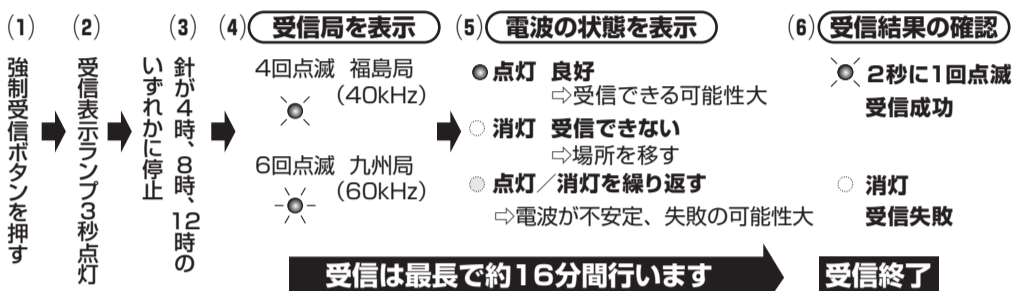 (1)
強制受信ボタンを押す
(2)
受信表示ランプ3秒点灯
(3)
針が4時、8時、12時の
いずれかに停止
(4) 受信局を表示
4回点滅 福島局
(40kHz)
6回点滅 九州局
(60kHz)
(5) 電波の状態を表示
点灯 良好
⇨受信できる可能性大
消灯 受信できない
⇨場所を移す
点灯／消灯を繰り返す
⇨電波が不安定、失敗の可能性大
(6) 受信結果の確認
2秒に1回点滅
受信成功
消灯
受信失敗
受信は最長で約16分間行います
受信終了